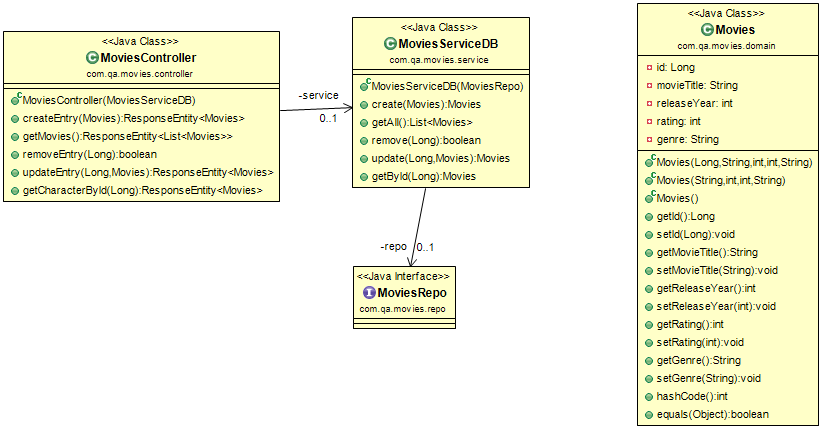 <<Java Class>>
C MoviesController
com.qa.movies.controller
C MoviesController(MoviesServiceDB)
createEntry(Movies):ResponseEntity<Movies>
getMovies():ResponseEntity<List<Movies>>
removeEntry(Long):boolean
updateEntry(Long,Movies):ResponseEntity<Movies>
getCharacterById(Long):ResponseEntity<Movies>
-service
0..1
<<Java Class>>
C MoviesServiceDB
com.qa.movies.service
C MoviesServiceDB(MoviesRepo)
create(Movies):Movies
getAll():List<Movies>
remove(Long):boolean
update(Long,Movies):Movies
getById(Long):Movies
-repo
0..1
<<Java Interface>>
I MoviesRepo
com.qa.movies.repo
<<Java Class>>
C Movies
com.qa.movies.domain
id: Long
movieTitle: String
releaseYear: int
rating: int
genre: String
C Movies(Long,String,int,int,String)
C Movies(String,int,int,String)
C Movies()
getId():Long
setId(Long):void
getMovieTitle():String
setMovieTitle(String):void
getReleaseYear():int
setReleaseYear(int):void
getRating():int
setRating(int):void
getGenre():String
setGenre(String):void
hashCode():int
equals(Object):boolean